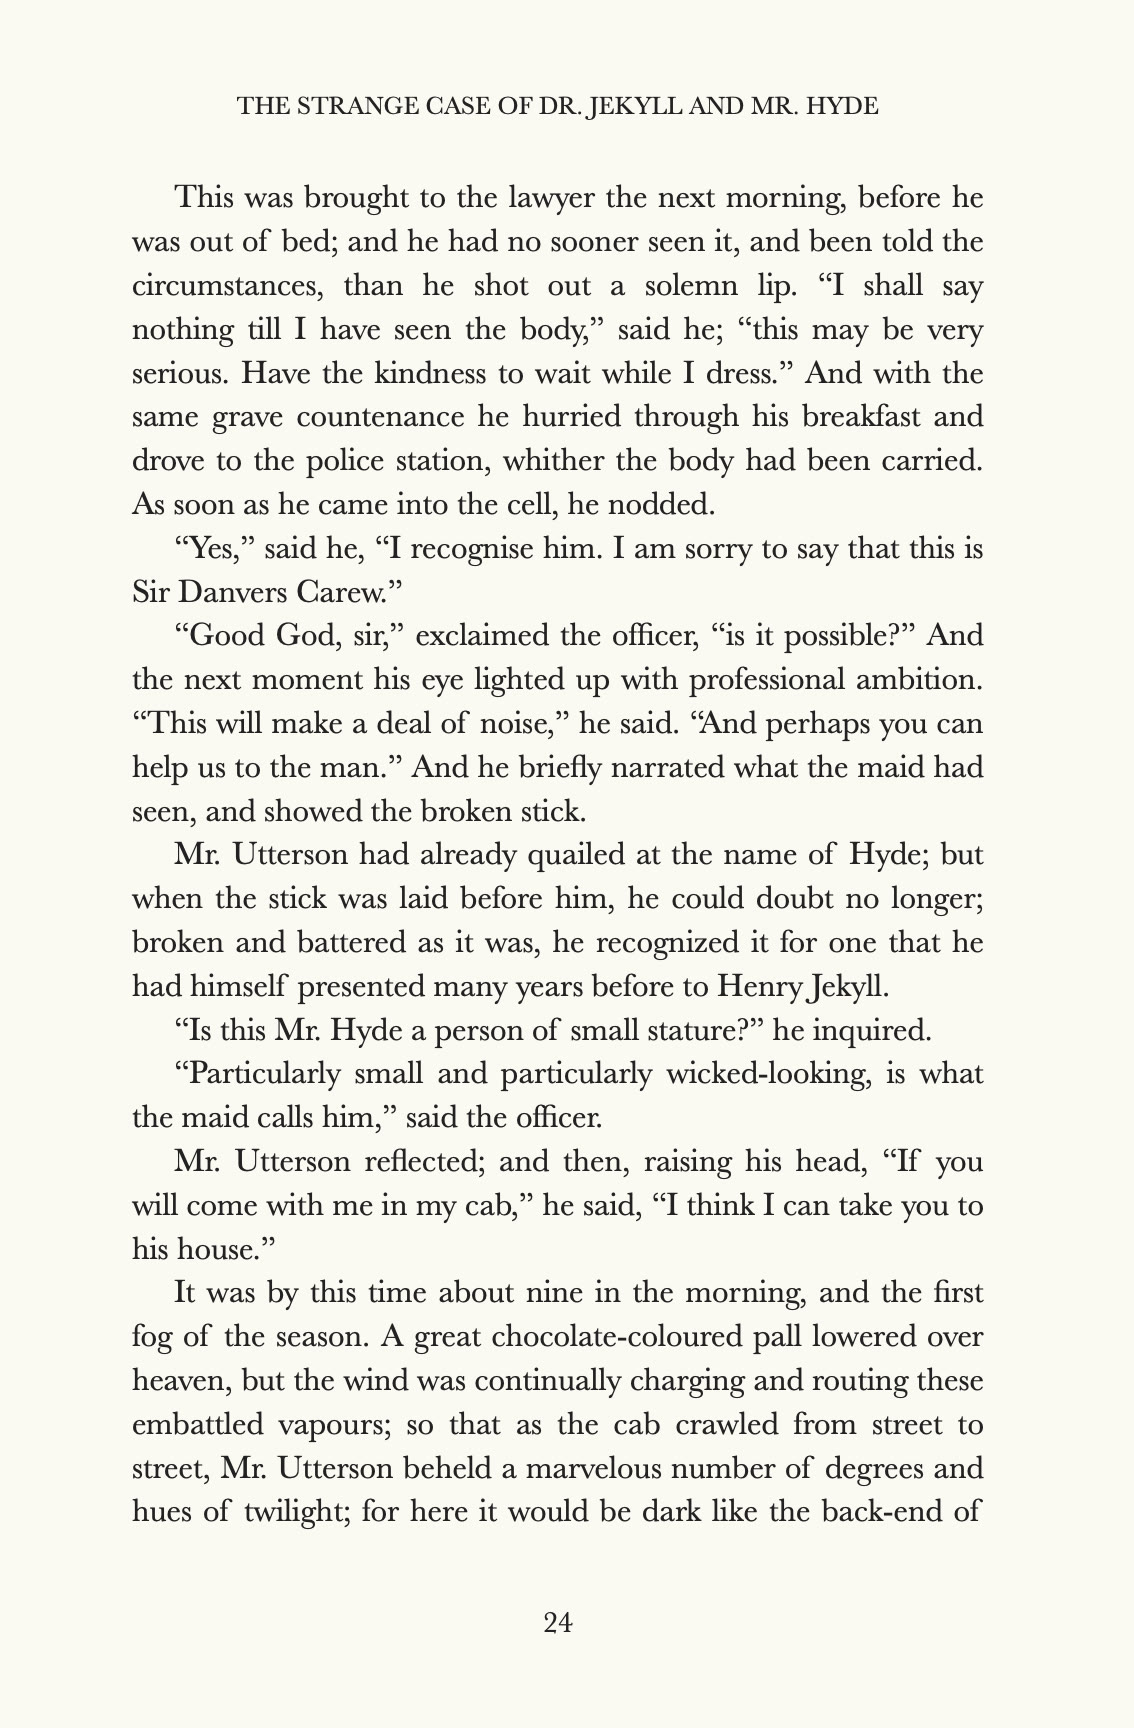 THE STRANGE CASE OF DR. JEKYLL AND MR. HYDE
This was brought to the lawyer the next morning, before he
was out of bed; and he had no sooner seen it, and been told the
circumstances, than he shot out a solemn lip. “I shall say
nothing till I have seen the body,” said he; “this may be very
serious. Have the kindness to wait while I dress.” And with the
same grave countenance he hurried through his breakfast and
drove to the police station, whither the body had been carried.
As soon as he came into the cell, he nodded.
“Yes,” said he, “I recognise him. I am sorry to say that this is
Sir Danvers Carew.”
“Good God, sir,” exclaimed the officer, “is it possible?” And
the next moment his eye lighted up with professional ambition.
“This will make a deal of noise,” he said. “And perhaps you can
help us to the man.” And he briefly narrated what the maid had
seen, and showed the broken stick.
Mr. Utterson had already quailed at the name of Hyde; but
when the stick was laid before him, he could doubt no longer;
broken and battered as it was, he recognized it for one that he
had himself presented many years before to Henry Jekyll.
“Is this Mr. Hyde a person of small stature?” he inquired.
“Particularly small and particularly wicked-looking, is what
the maid calls him,” said the officer.
Mr. Utterson reflected; and then, raising his head, “If you
will come with me in my cab,” he said, “I think I can take you to
his house.”
It was by this time about nine in the morning, and the first
fog of the season. A great chocolate-coloured pall lowered over
heaven, but the wind was continually charging and routing these
embattled vapours; so that as the cab crawled from street to
street, Mr. Utterson beheld a marvelous number of degrees and
hues of twilight; for here it would be dark like the back-end of
24